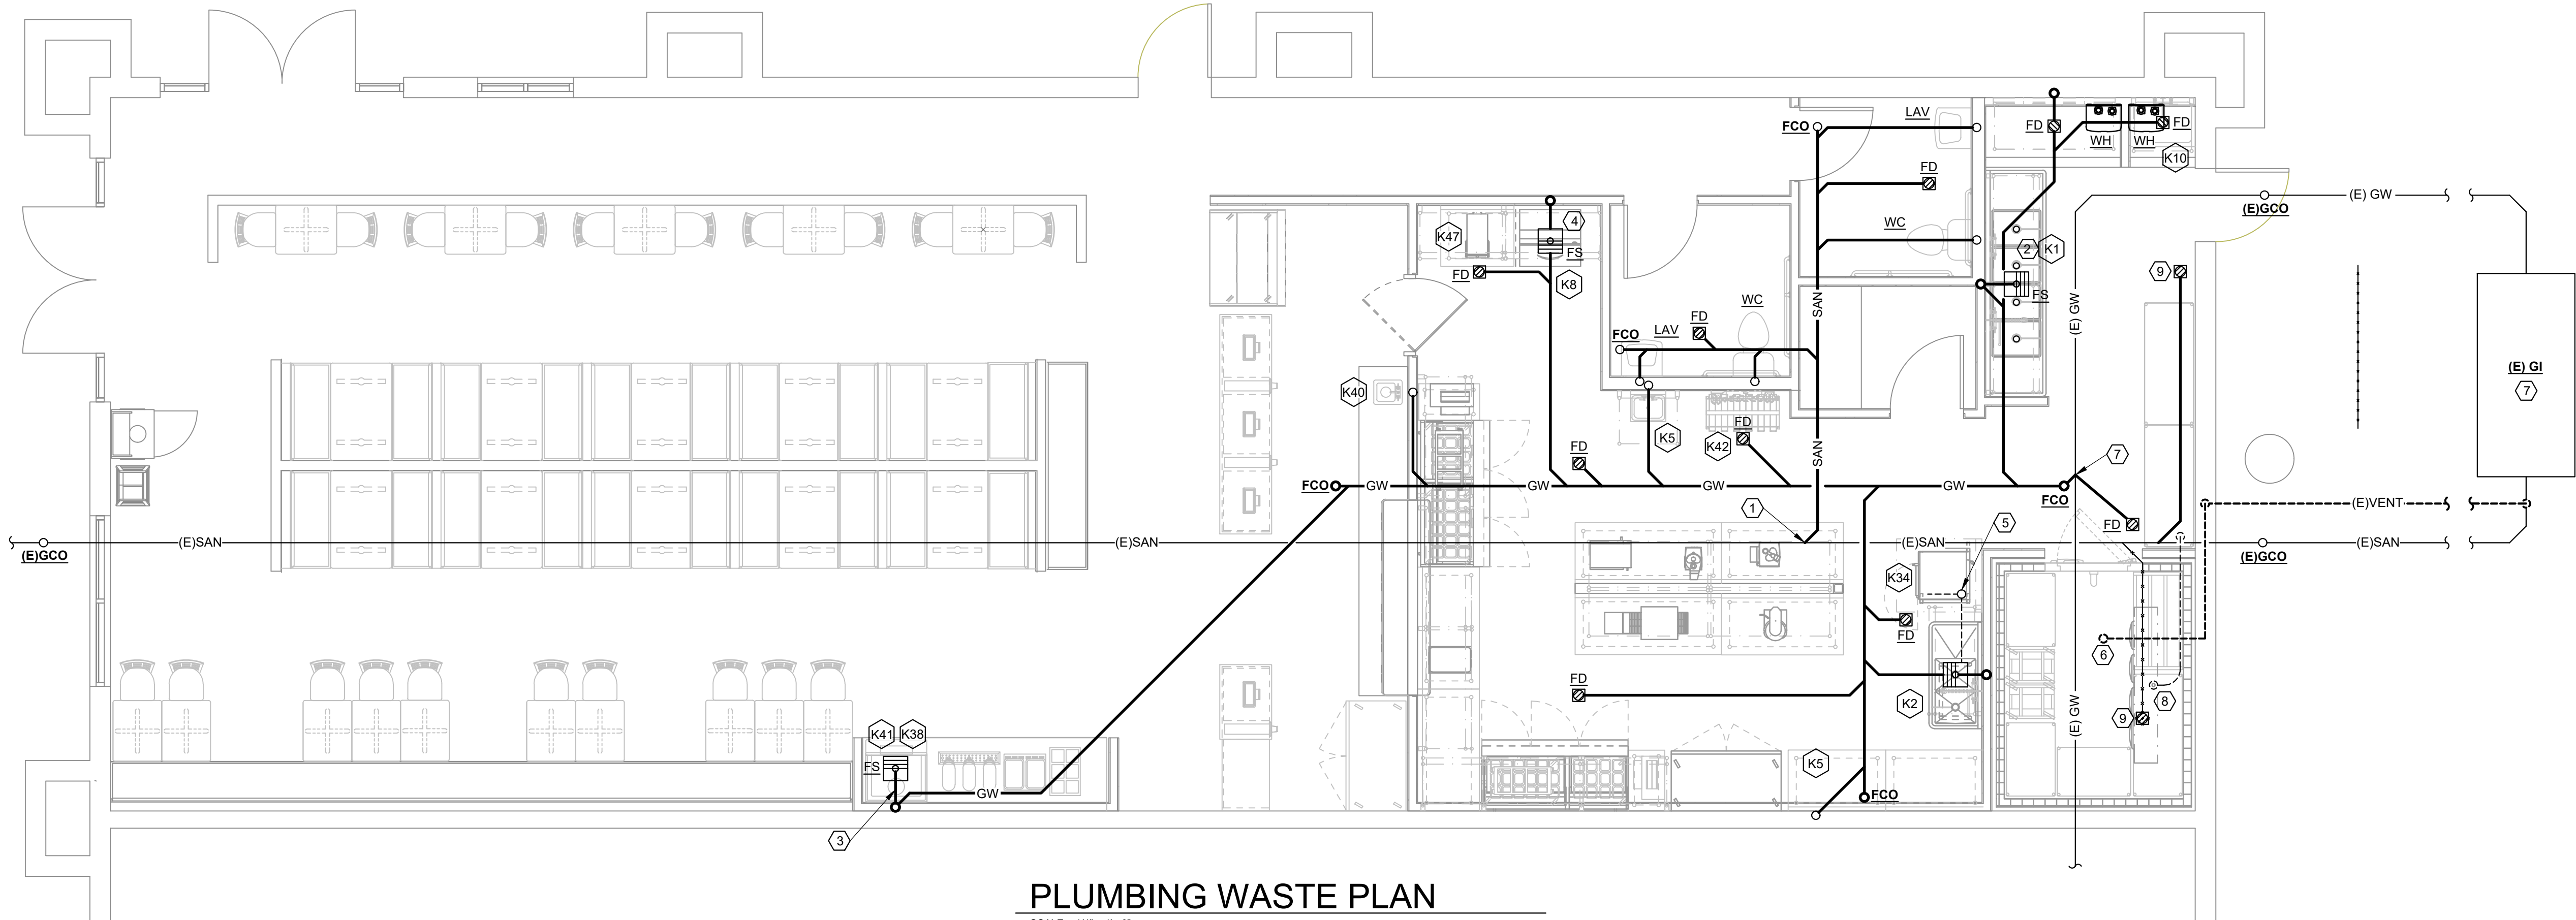 LAV
FCO
FD
FD
WH
WH
K10
FD
(E) GW
(E)GCO
FD
WC
4
K47
FS
FD
K8
2
K1
FS
9
WC
SAN
(E) GW
FD
LAV
FCO
(E) GI
7
K40
K5
K42
FD
FD
SAN
7
FCO
GW
GW
GW
GW
FCO
(E)VENT
1
5
FD
(E)GCO
(E)SAN
(E)SAN
(E)SAN
(E)GCO
(E)SAN
K34
FD
6
FD
K2
8
9
(E) GW
K41
K38
FS
GW
K5
FCO
3
PLUMBING WASTE PLAN